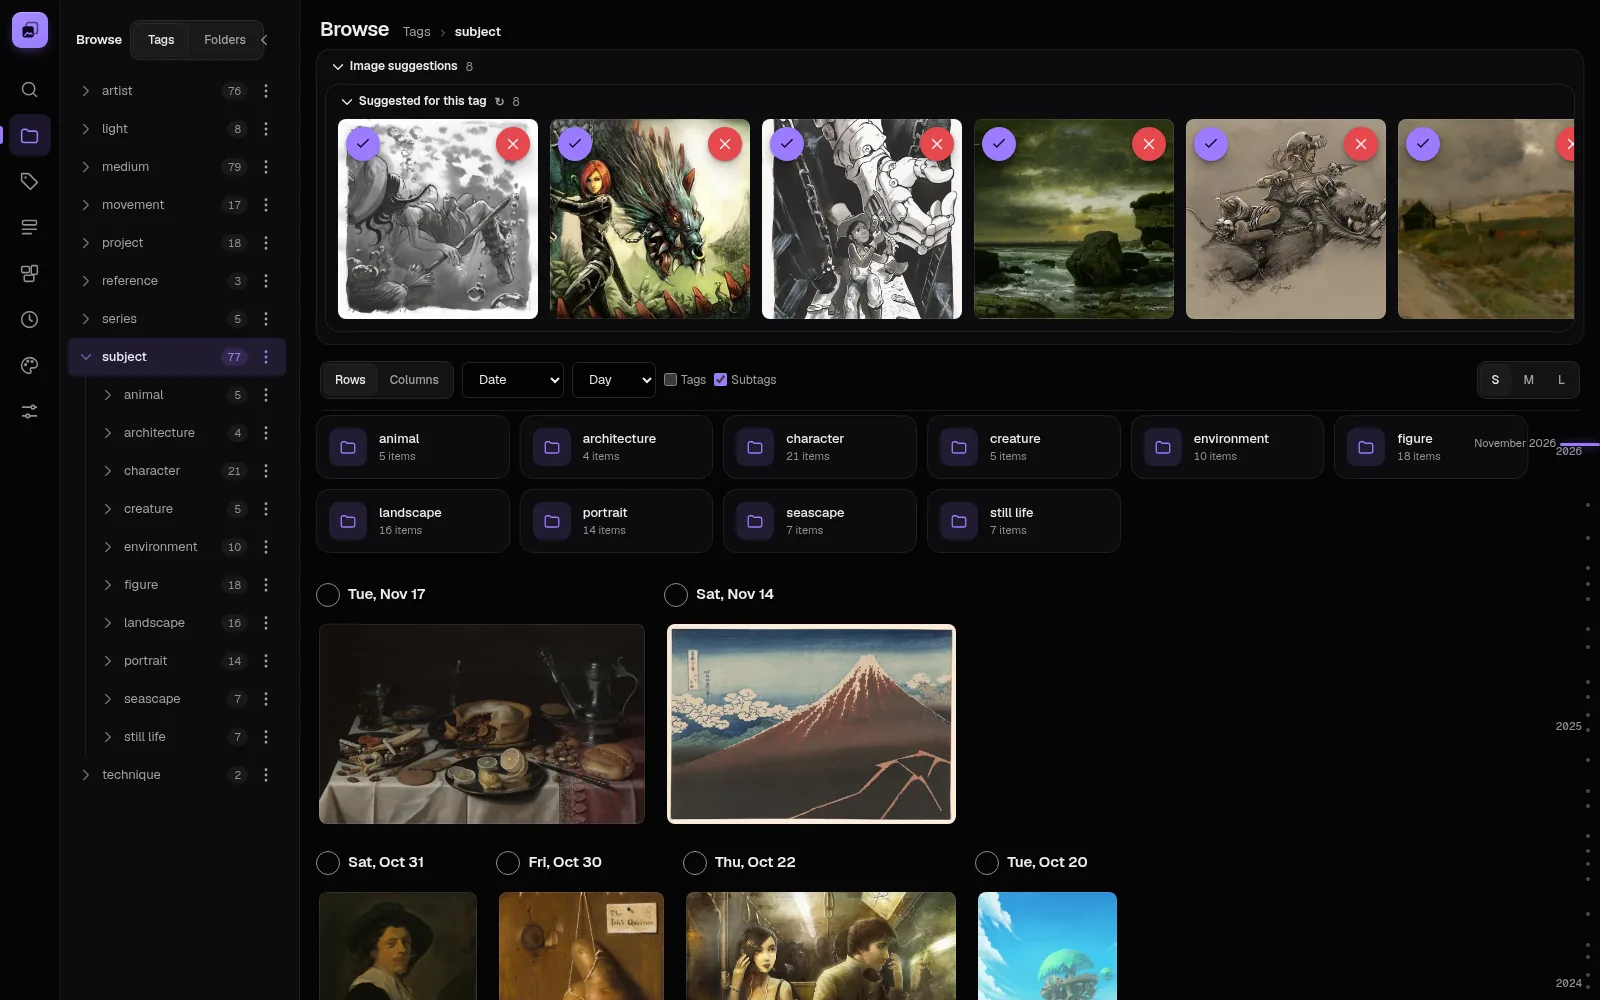 Browse
Tags
Folders
artist 76
light 8
medium 79
movement 17
project 18
reference 3
series 5
subject 77
animal 5
architecture 4
character 21
creature 5
environment 10
figure 18
landscape 16
portrait 14
seascape 7
still life 7
technique 2
Browse Tags › subject
Image suggestions 8
Suggested for this tag ↻ 8
Rows Columns Date Day Tags Subtags S M L
animal
5 items
architecture
4 items
character
21 items
creature
5 items
environment
10 items
figure
18 items
November 2026
2026
landscape
16 items
portrait
14 items
seascape
7 items
still life
7 items
Tue, Nov 17
Sat, Nov 14
2025
Sat, Oct 31
Fri, Oct 30
Thu, Oct 22
Tue, Oct 20
The
2024